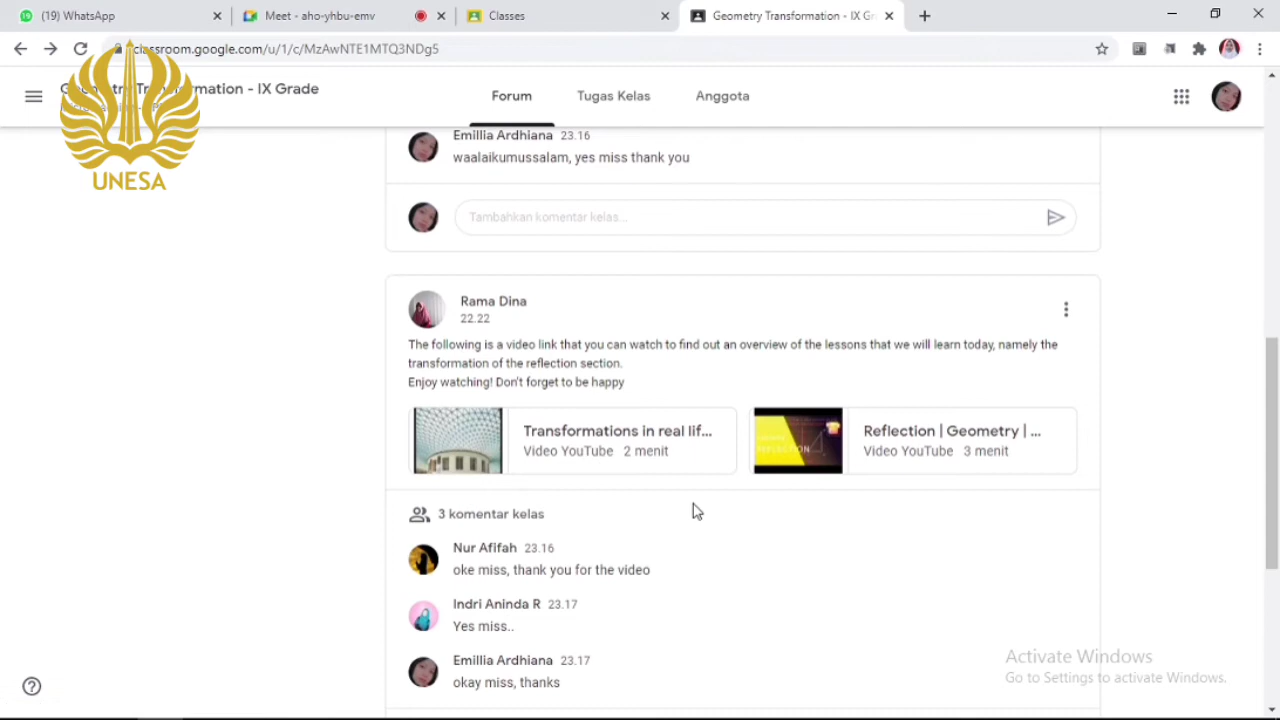 (19) WhatsApp
Meet - aho-yhbu-emv
Classes
Geometry Transformation - IX Gr
classroom.google.com/u/1/c/MzAwNTE1MTQ3NDg5
Transformation - IX Grade
Forum
Tugas Kelas
Anggota
UNESA
Emillia Ardhiana 23.16
waalaikumussalam, yes miss thank you
Tambahkan komentar kelas...
Rama Dina
22.22
The following is a video link that you can watch to find out an overview of the lessons that we will learn today, namely the
transformation of the reflection section.
Enjoy watching! Don't forget to be happy
Transformations in real lif...
Video YouTube 2 menit
REFLECTION
Reflection | Geometry | ...
Video YouTube 3 menit
3 komentar kelas
Nur Afifah 23.16
oke miss, thank you for the video
Indri Aninda R 23.17
Yes miss..
Emillia Ardhiana 23.17
okay miss, thanks
Activate Windows
Go to Settings to activate Windows.